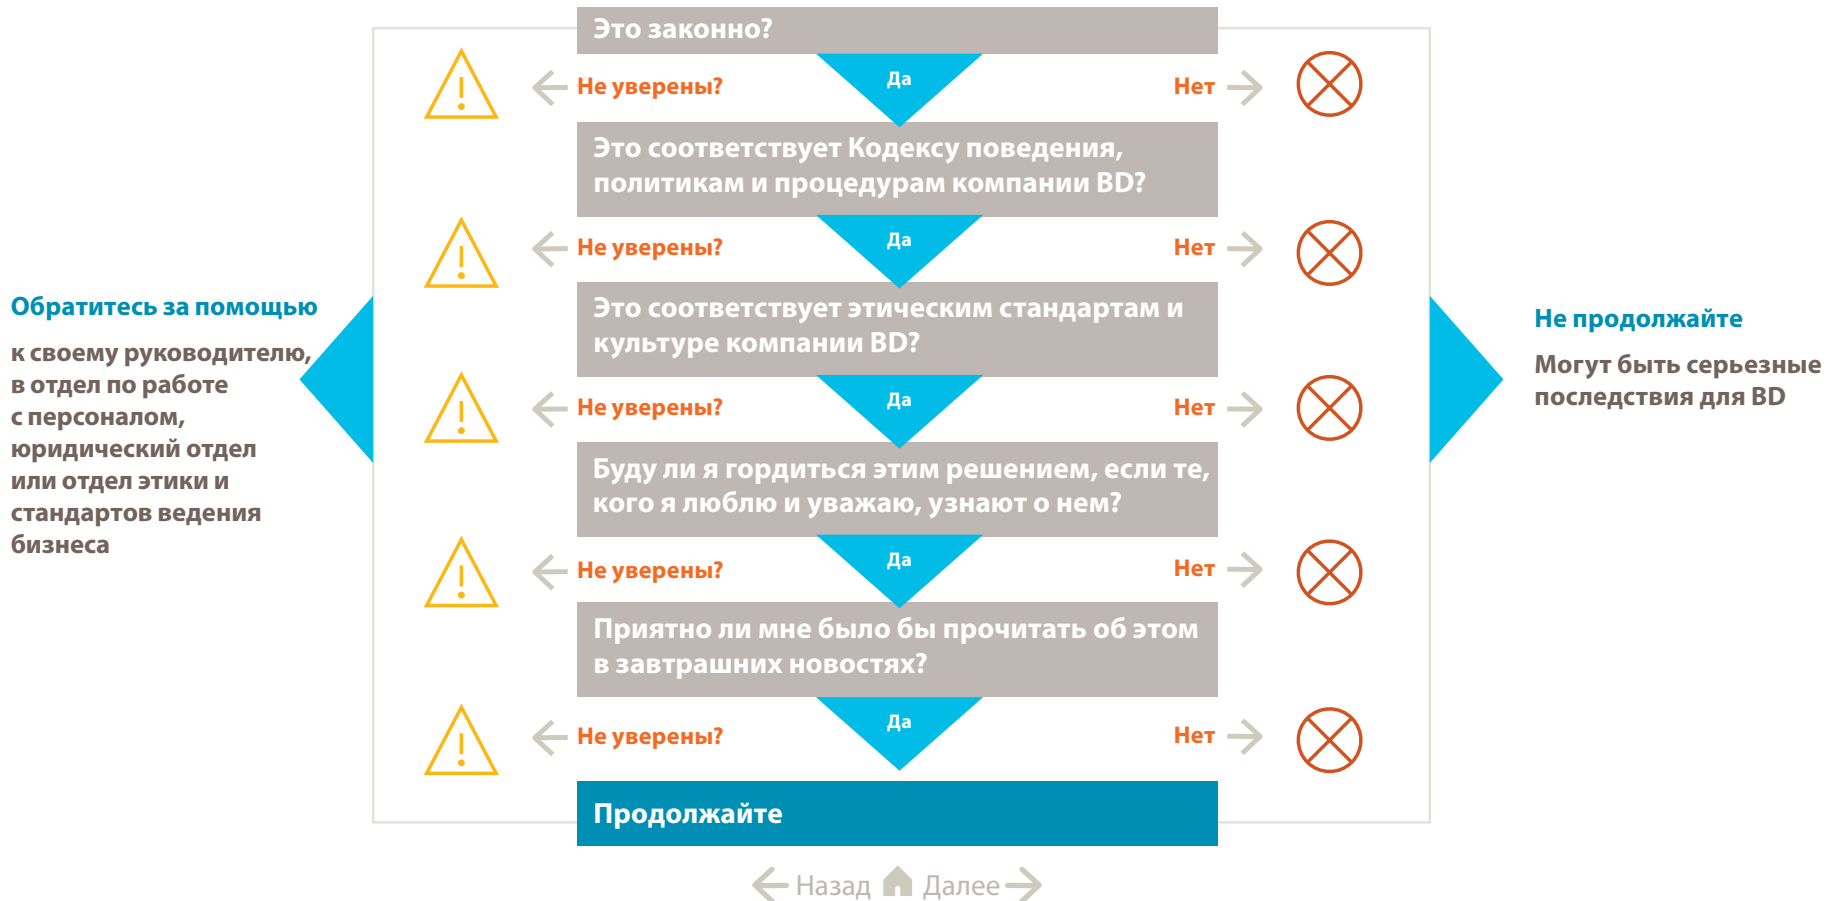 Это законно?
Не уверены?
Да
Нет
Это соответствует Кодексу поведения,
политикам и процедурам компании BD?
Не уверены?
Да
Нет
Это соответствует этическим стандартам и
культуре компании BD?
Не уверены?
Да
Нет
Буду ли я гордиться этим решением, если те,
кого я люблю и уважаю, узнают о нем?
Не уверены?
Да
Нет
Приятно ли мне было бы прочитать об этом
в завтрашних новостях?
Не уверены?
Да
Нет
Продолжайте
Обратитесь за помощью
к своему руководителю,
в отдел по работе
с персоналом,
юридический отдел
или отдел этики и
стандартов ведения
бизнеса
Не продолжайте
Могут быть серьезные
последствия для BD
Назад Далее